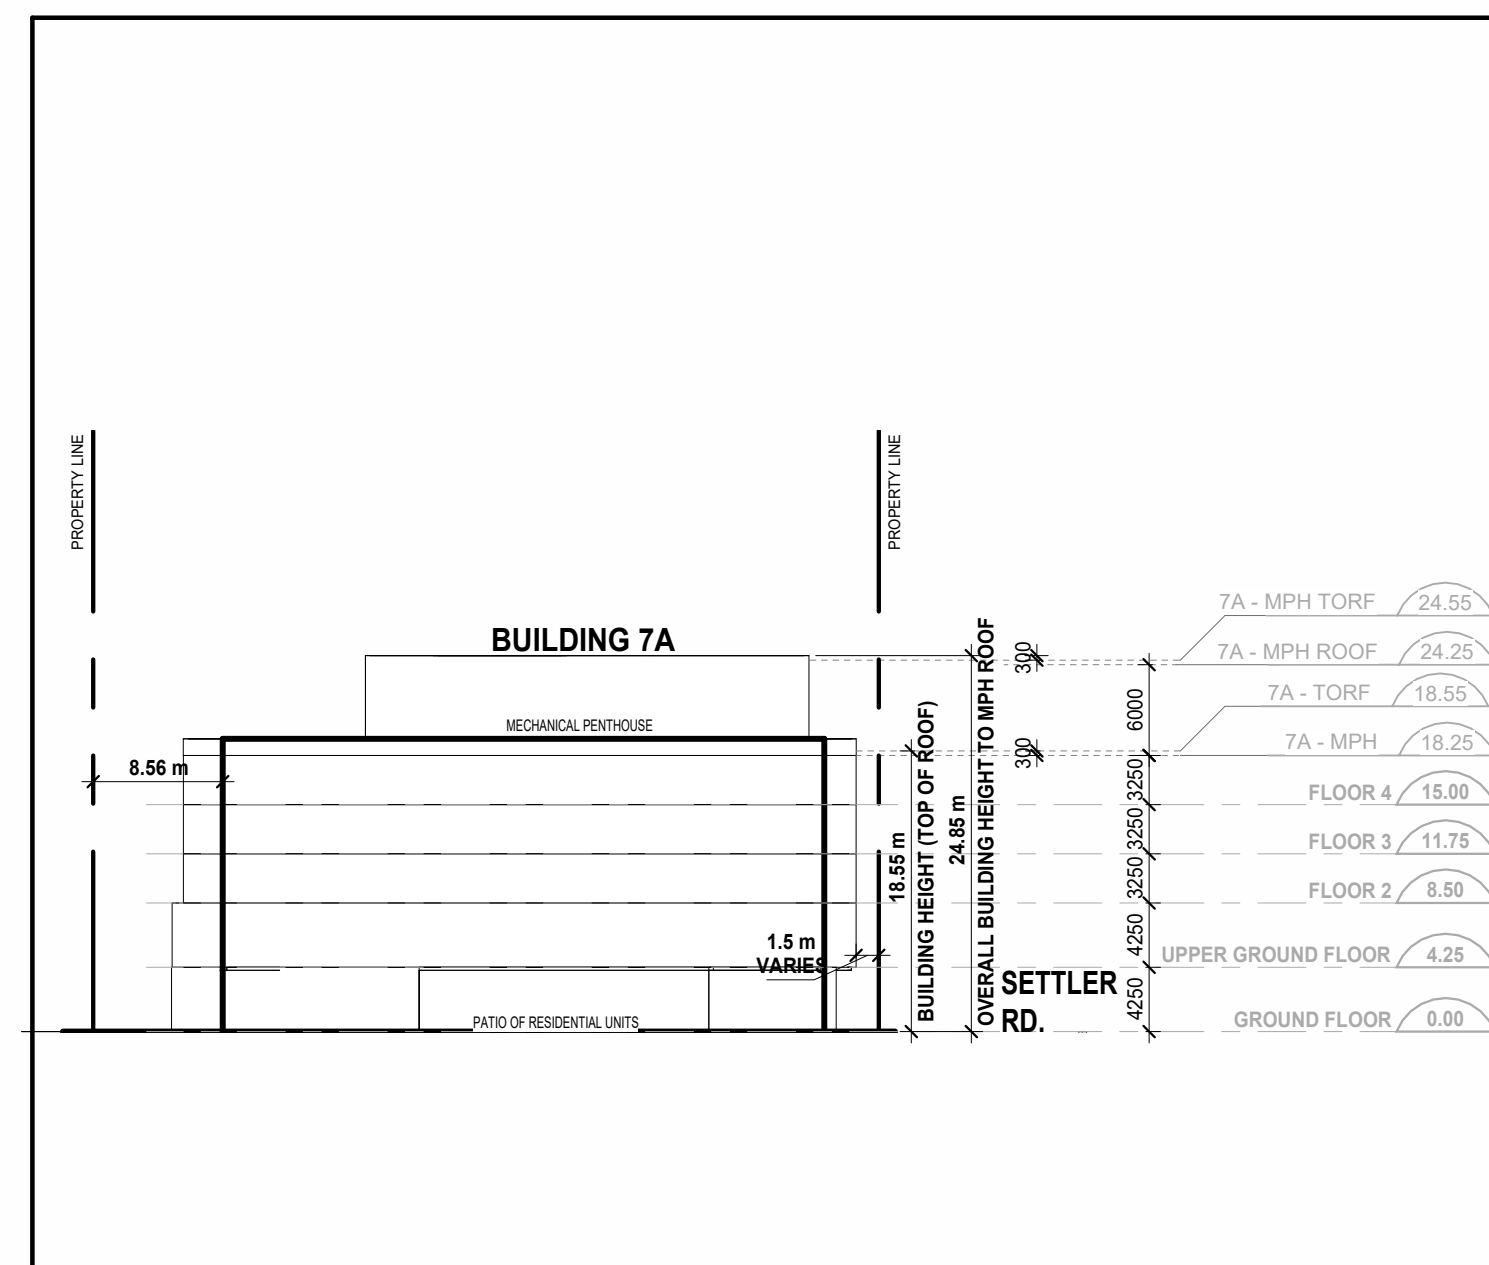 PROPERTY LINE
PROPERTY LINE
BUILDING 7A
MECHANICAL PENTHOUSE
8.56 m
1.5 m
VARIES
PATIO OF RESIDENTIAL UNITS
18.55 m
BUILDING HEIGHT (TOP OF ROOF)
24.85 m
OVERALL BUILDING HEIGHT TO MPH ROOF
SETTLER
RD.
300
300
6000
3250
3250
3250
4250
4250
7A - MPH TORF 24.55
7A - MPH ROOF 24.25
7A - TORF 18.55
7A - MPH 18.25
FLOOR 4 15.00
FLOOR 3 11.75
FLOOR 2 8.50
UPPER GROUND FLOOR 4.25
GROUND FLOOR 0.00